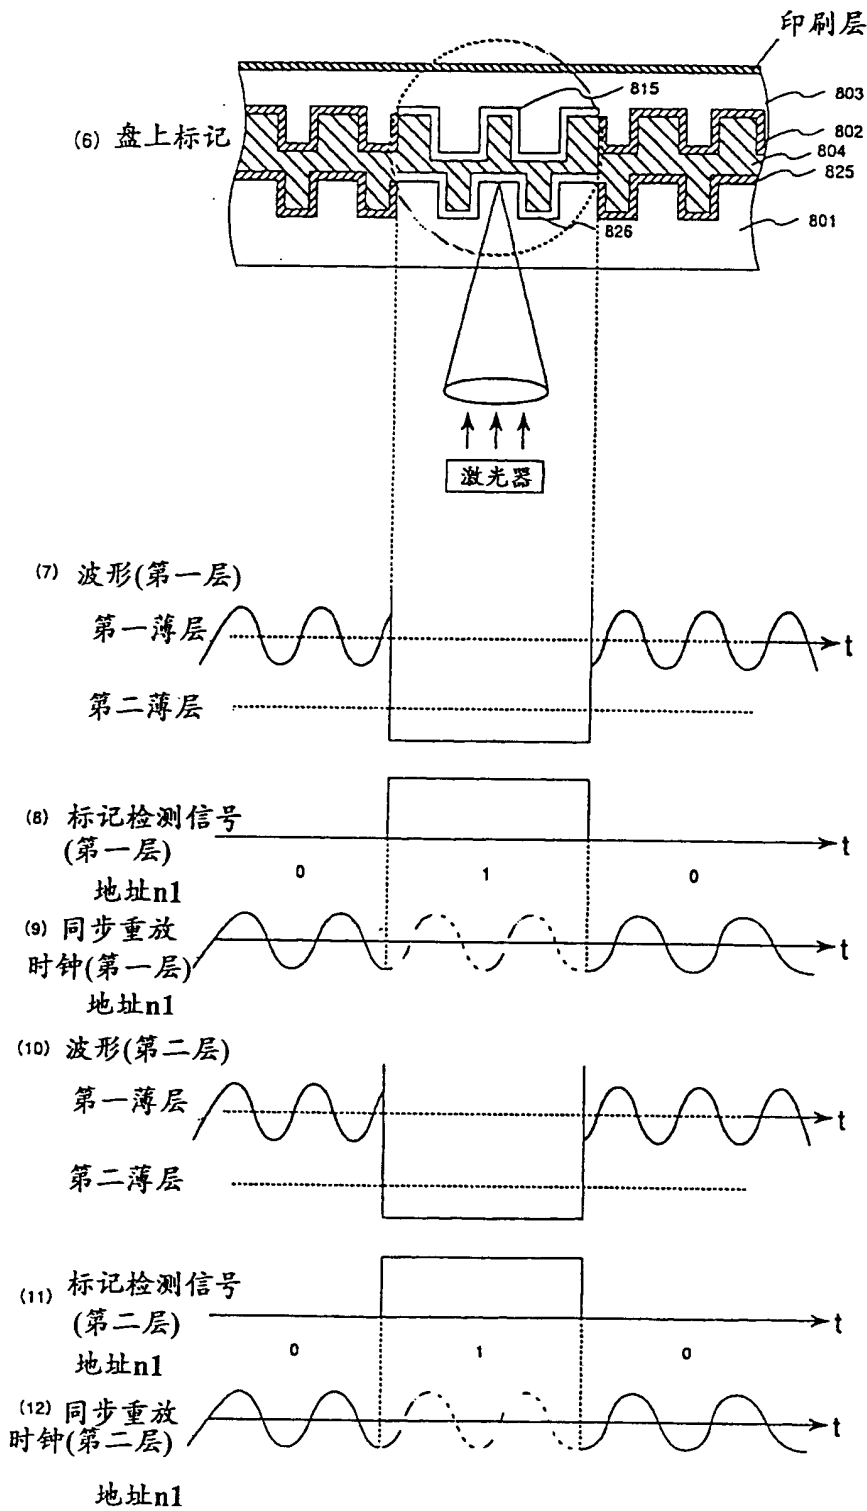 印刷层
815
803
(6) 盘上标记
802
804
825
826
801
激光器
(7) 波形(第一层)
第一薄层
t
第二薄层
(8) 标记检测信号
(第一层)
t
0 1 0
地址n1
(9) 同步重放
时钟(第一层)
t
地址n1
(10) 波形(第二层)
第一薄层
t
第二薄层
(11) 标记检测信号
(第二层)
t
0 1 0
地址n1
(12) 同步重放
时钟(第二层)
t
地址n1